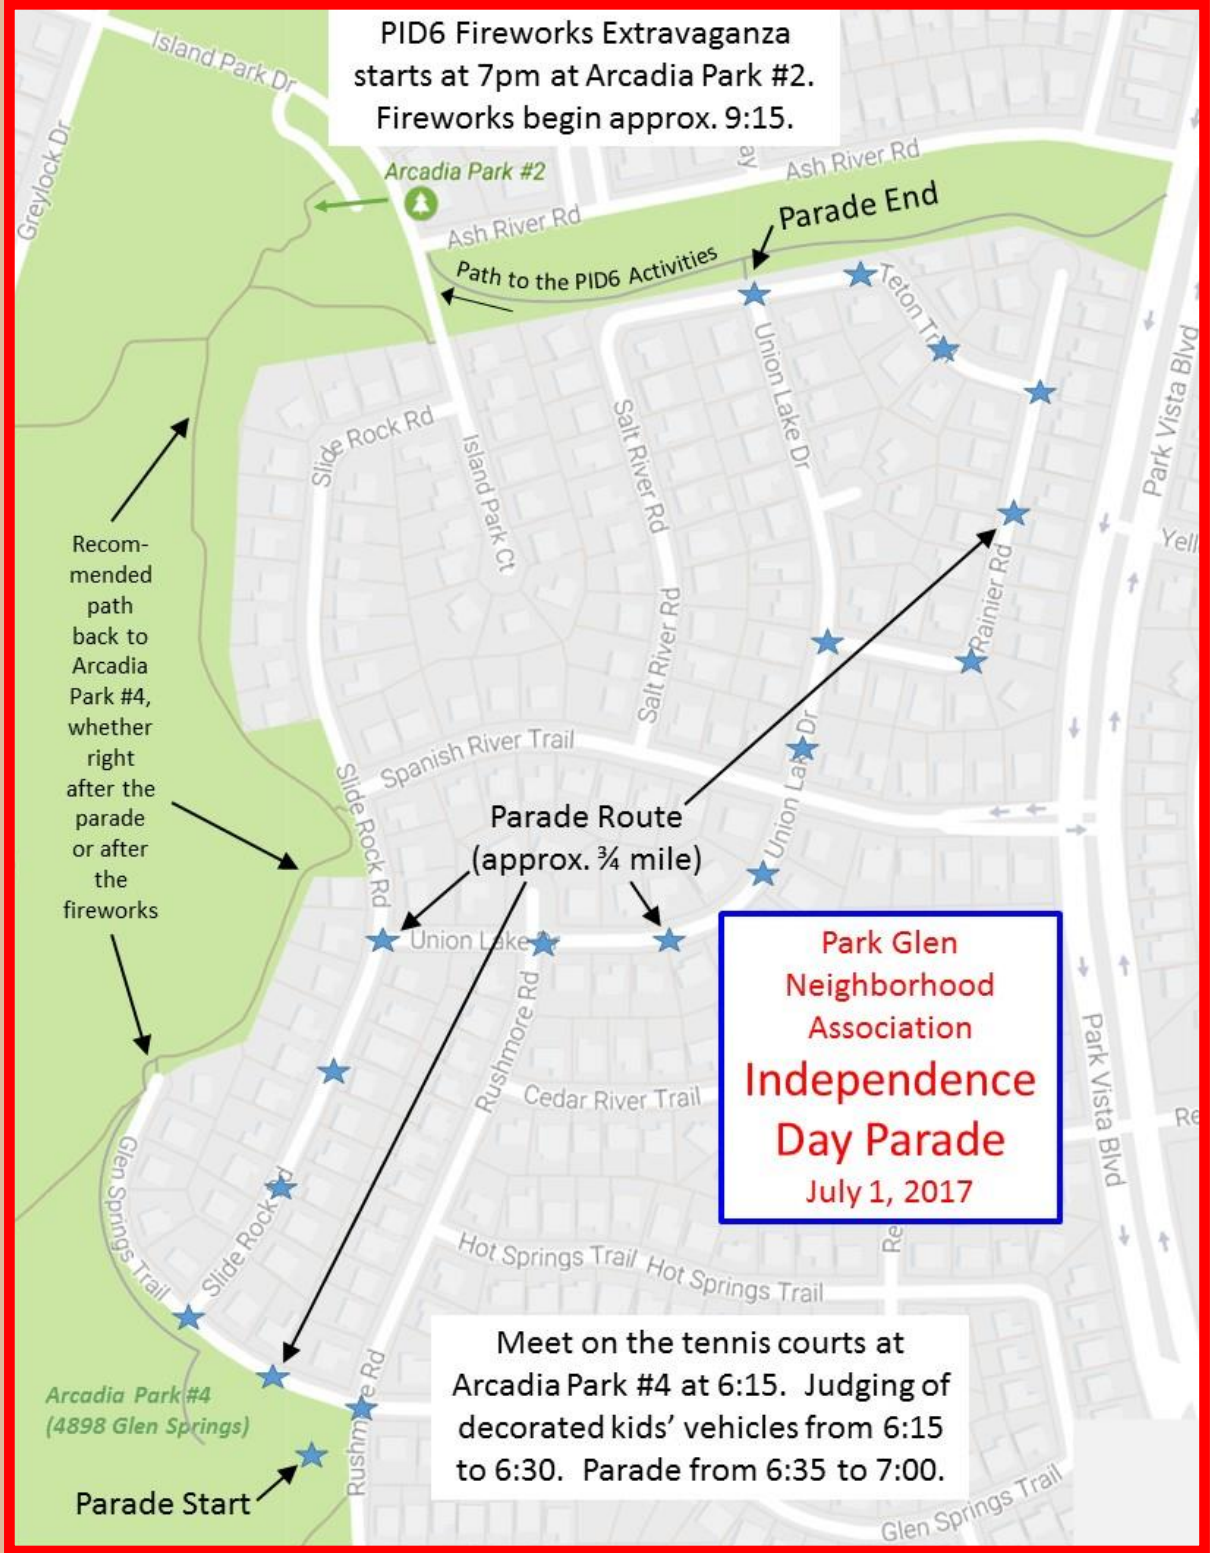 PID6 Fireworks Extravaganza
starts at 7pm at Arcadia Park #2.
Fireworks begin approx. 9:15.
Island Park Dr
Greylock Dr
Arcadia Park #2
ay
Ash River Rd
Ash River Rd
Parade End
Path to the PID6 Activities
Teton Tr
Union Lake Dr
Park Vista Blvd
Slide Rock Rd
Salt River Rd
Island Park Ct
Yell
Recom-
mended
path
back to
Arcadia
Park #4,
whether
right
after the
parade
or after
the
fireworks
Rainier Rd
Salt River Rd
Spanish River Trail
Slide Rock Rd
Union Lake Dr
Parade Route
(approx. ¾ mile)
Union Lake Dr
Rushmore Rd
Park Glen
Neighborhood
Association
Independence
Day Parade
July 1, 2017
Cedar River Trail
Park Vista Blvd
Re
Glen Springs Trail
Slide Rock Rd
Hot Springs Trail
Hot Springs Trail
Re
Meet on the tennis courts at
Arcadia Park #4 at 6:15. Judging of
decorated kids' vehicles from 6:15
to 6:30. Parade from 6:35 to 7:00.
Arcadia Park #4
(4898 Glen Springs)
Rushmore Rd
Parade Start
Glen Springs Trail